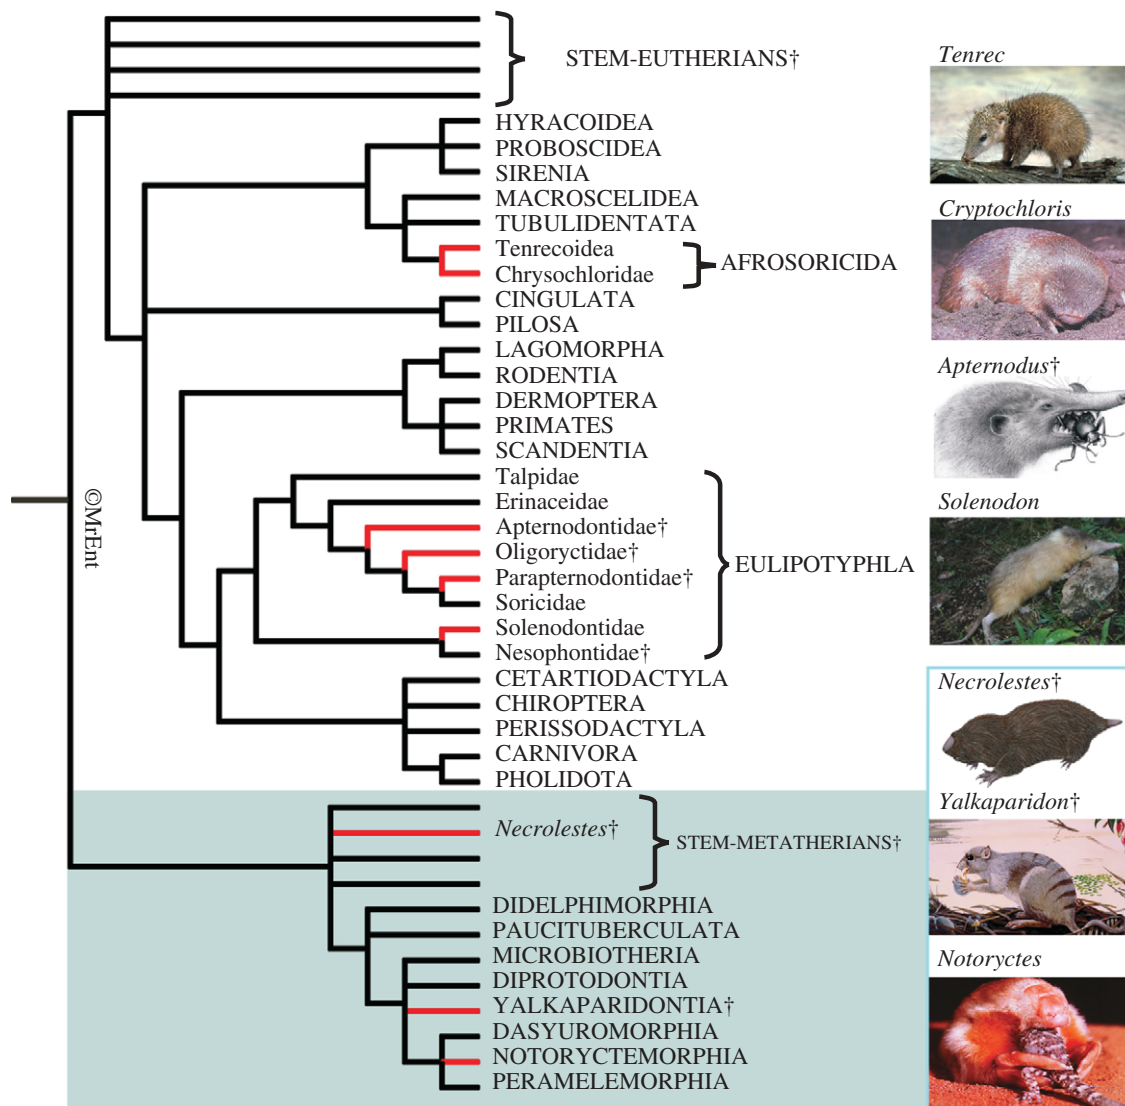 STEM-EUTHERIANS†
HYRACOIDEA
PROBOSCIDEA
SIRENIA
MACROSCELIDEA
TUBULIDENTATA
Tenrecoidea
Chrysochloridae
AFROSORICIDA
CINGULATA
PILOSA
LAGOMORPHA
RODENTIA
DERMOPTERA
PRIMATES
SCANDENTIA
Talpidae
Erinaceidae
Apternodontidae†
Oligoryctidae†
Parapternodontidae†
Soricidae
Solenodontidae
Nesophontidae†
EULIPOTYPHLA
CETARTIODACTYLA
CHIROPTERA
PERISSODACTYLA
CARNIVORA
PHOLIDOTA
Necrolestes†
STEM-METATHERIANS†
DIDELPHIMORPHIA
PAUCITUBERCULATA
MICROBIOTHERIA
DIPROTODONTIA
YALKAPARIDONTIA†
DASYUROMORPHIA
NOTORYCTEMORPHIA
PERAMELEMORPHIA
©MrEnt
Tenrec
Cryptochloris
Apternodus†
Solenodon
Necrolestes†
Yalkaparidon†
Notoryctes